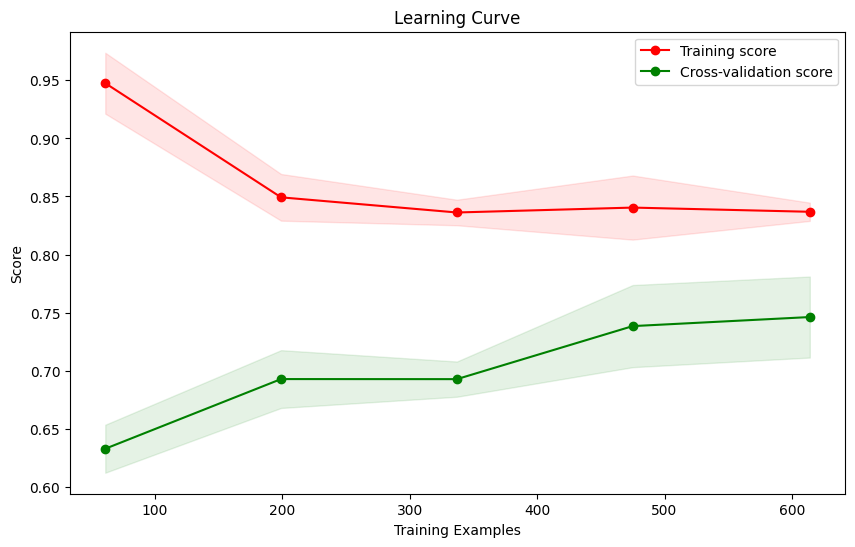 Learning Curve
Training score
Cross-validation score
0.95
0.90
0.85
0.80
0.75
0.70
0.65
0.60
Score
100
200
300
400
500
600
Training Examples